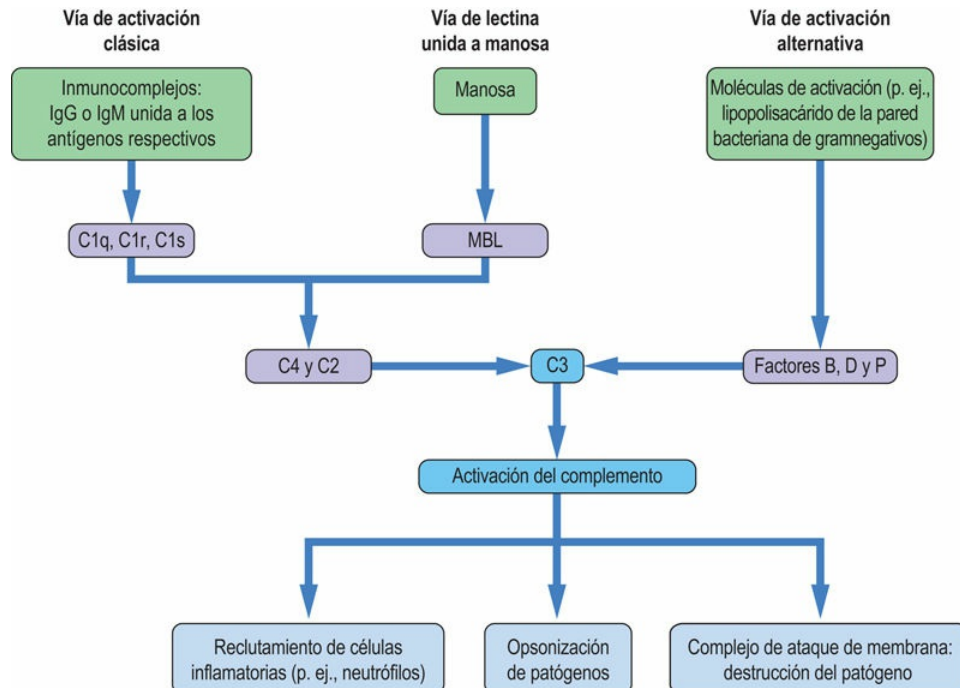 Vía de activación
clásica
Vía de lectina
unida a manosa
Vía de activación
alternativa
Inmunocomplejos:
IgG o IgM unida a los
antígenos respectivos
Manosa
Moléculas de activación (p. ej.,
lipopolisacárido de la pared
bacteriana de gramnegativos)
C1q, C1r, C1s
MBL
C4 y C2
C3
Factores B, D y P
Activación del complemento
Reclutamiento de células
inflamatorias (p. ej., neutrófilos)
Opsonización
de patógenos
Complejo de ataque de membrana:
destrucción del patógeno